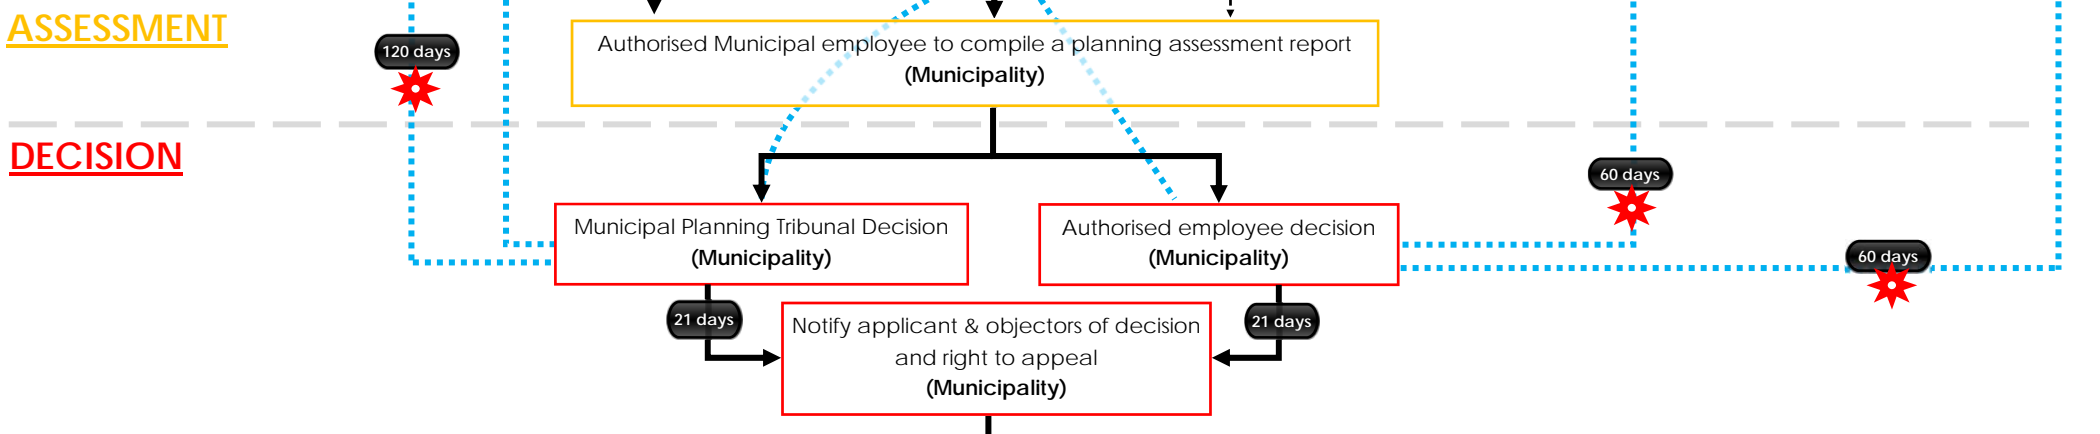 ASSESSMENT
120 days
Authorised Municipal employee to compile a planning assessment report
(Municipality)
DECISION
60 days
Municipal Planning Tribunal Decision
(Municipality)
Authorised employee decision
(Municipality)
60 days
21 days
Notify applicant & objectors of decision
and right to appeal
(Municipality)
21 days